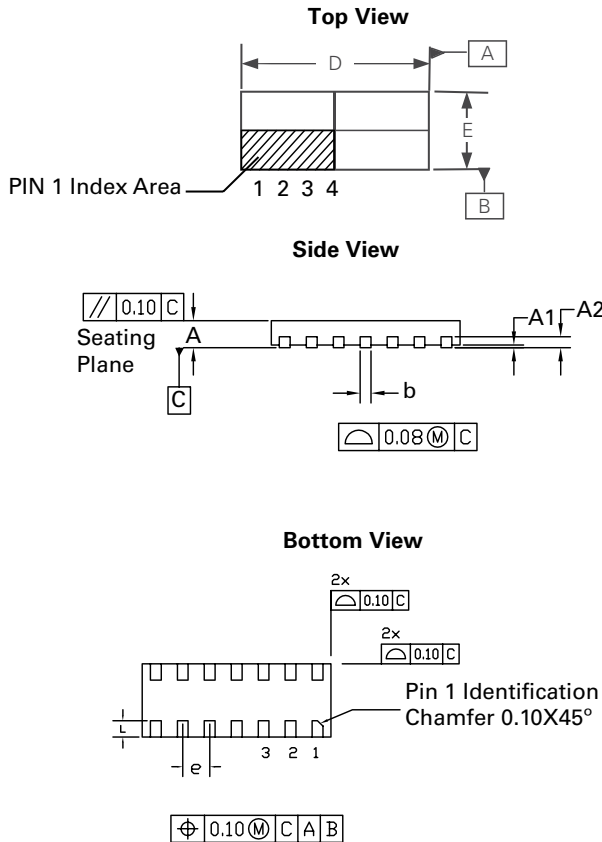 Top View
D
A
E
PIN 1 Index Area
1 2 3 4
B
Side View
// 0.10 C
Seating
Plane
A
A1
A2
C
b
⌓ 0.08 Ⓜ C
Bottom View
2x
⌓ 0.10 C
2x
⌓ 0.10 C
Pin 1 Identification
Chamfer 0.10X45°
L
3 2 1
e
⌖ 0.10 Ⓜ C A B